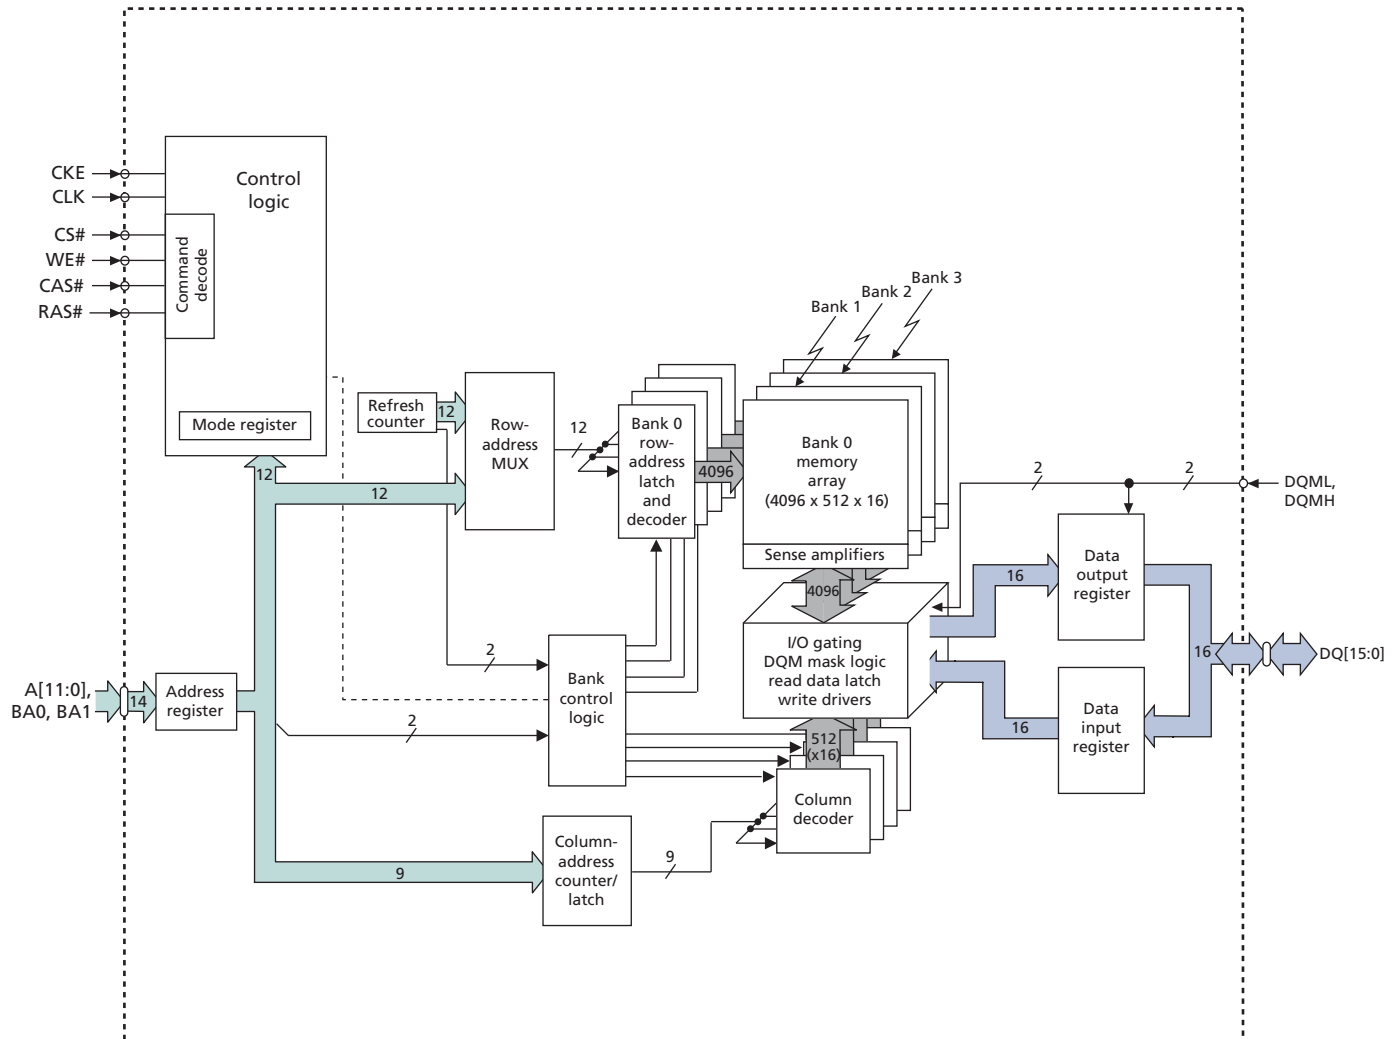 CKE
CLK
CS#
WE#
CAS#
RAS#
Control
logic
Command
decode
Mode register
12
Refresh
counter
12
12
Row-
address
MUX
12
Bank 0
row-
address
latch
and
decoder
4096
Bank 1
Bank 2
Bank 3
Bank 0
memory
array
(4096 x 512 x 16)
Sense amplifiers
4096
I/O gating
DQM mask logic
read data latch
write drivers
2
2
DQML,
DQMH
Data
output
register
16
16
DQ[15:0]
Data
input
register
16
A[11:0],
BA0, BA1
14
Address
register
2
2
Bank
control
logic
512
(x16)
Column
decoder
9
Column-
address
counter/
latch
9